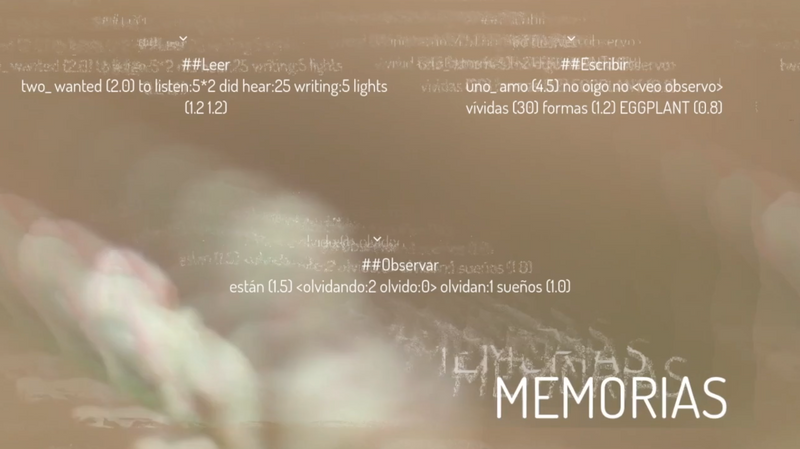 ##Leer
two_ wanted (2.0) to listen:5*2 did hear:25 writing:5 lights
(1.2 1.2)
##Escribir
uno_ amo (4.5) no oigo no <veo observo>
vividas (30) formas (1.2) EGGPLANT (0.8)
##Observar
están (1.5) <olvidando:2 olvido:0> olvidan:1 sueños (1.0)
MEMORIAS